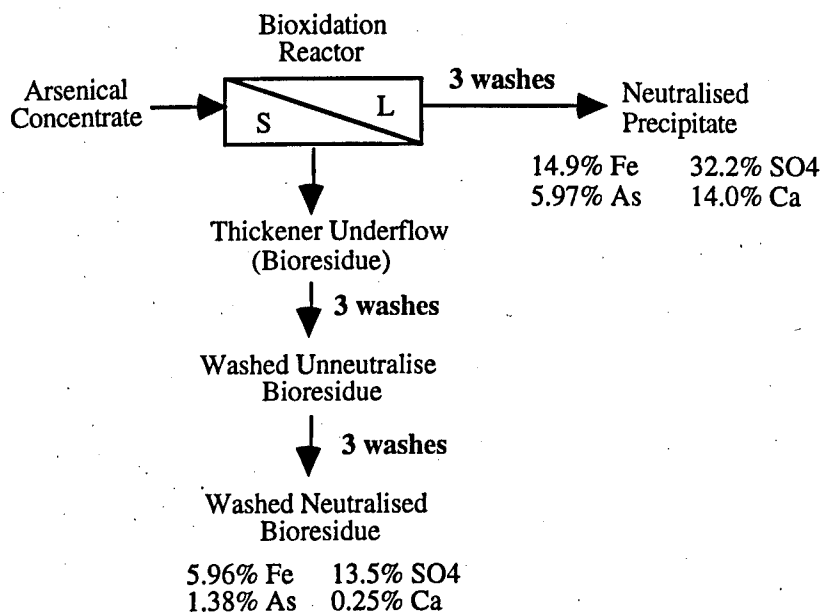 Bioxidation
Reactor
Arsenical
Concentrate
S
L
3 washes
Neutralised
Precipitate
14.9% Fe 32.2% SO4
5.97% As 14.0% Ca
Thickener Underflow
(Bioresidue)
3 washes
Washed Unneutralise
Bioresidue
3 washes
Washed Neutralised
Bioresidue
5.96% Fe 13.5% SO4
1.38% As 0.25% Ca